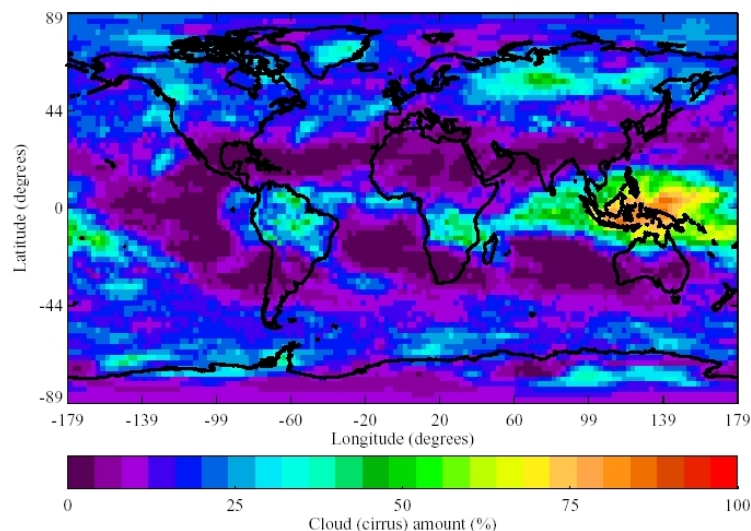 89
44
0
-44
-89
Latitude (degrees)
-179 -139 -99 -60 -20 20 60 99 139 179
Longitude (degrees)
0 25 50 75 100
Cloud (cirrus) amount (%)